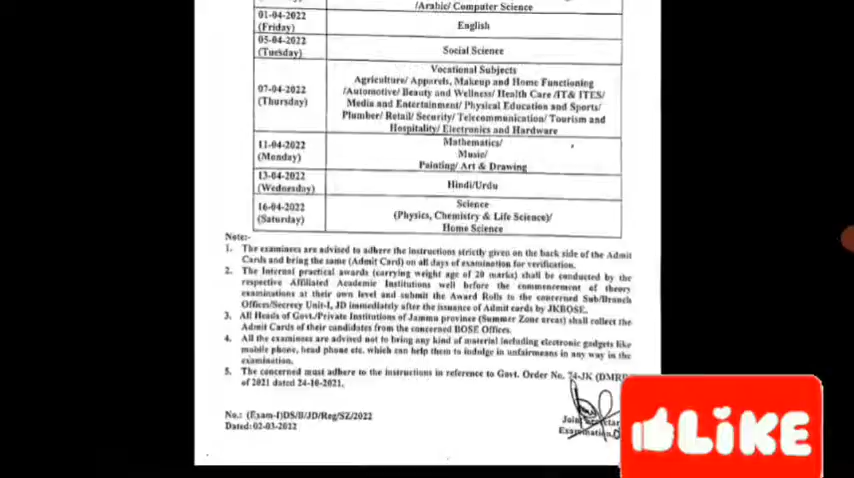 /Arabic/ Computer Science
01-04-2022
(Friday)
English
05-04-2022
(Tuesday)
Social Science
07-04-2022
(Thursday)
Vocational Subjects
Agriculture/ Apparels, Makeup and Home Functioning
/Automotive/ Beauty and Wellness/ Health Care /IT& ITES/
Media and Entertainment/ Physical Education and Sports/
Plumber/ Retail/ Security/ Telecommunication/ Tourism and
Hospitality/ Electronics and Hardware
11-04-2022
(Monday)
Mathematics/
Music/
Painting/ Art & Drawing
13-04-2022
(Wednesday)
Hindi/Urdu
16-04-2022
(Saturday)
Science
(Physics, Chemistry & Life Science)/
Home Science
Note:-
1. The examinees are advised to adhere the instructions strictly given on the back side of the Admit
Cards and bring the same (Admit Card) on all days of examination for verification.
2. The Internal practical awards (carrying weight age of 20 marks) shall be conducted by the
respective Affiliated Academic Institutions well before the commencement of theory
examinations at their own level and submit the Award Rolls to the concerned Sub/Branch
Offices/Secrecy Unit-I, JD immediately after the issuance of Admit cards by JKBOSE.
3. All Heads of Govt./Private Institutions of Jammu province (Summer Zone areas) shall collect the
Admit Cards of their candidates from the concerned BOSE Offices.
4. All the examinees are advised not to bring any kind of material including electronic gadgets like
mobile phone, head phone etc. which can help them to indulge in unfairmeans in any way in the
examination.
5. The concerned must adhere to the instructions in reference to Govt. Order No. 74-JK (DMRR
of 2021 dated 24-10-2021.
No.: (Exam-I)DS/B/JD/Reg/SZ/2022
Dated: 02-03-2022
Joint Secretar
Examination
LiKE